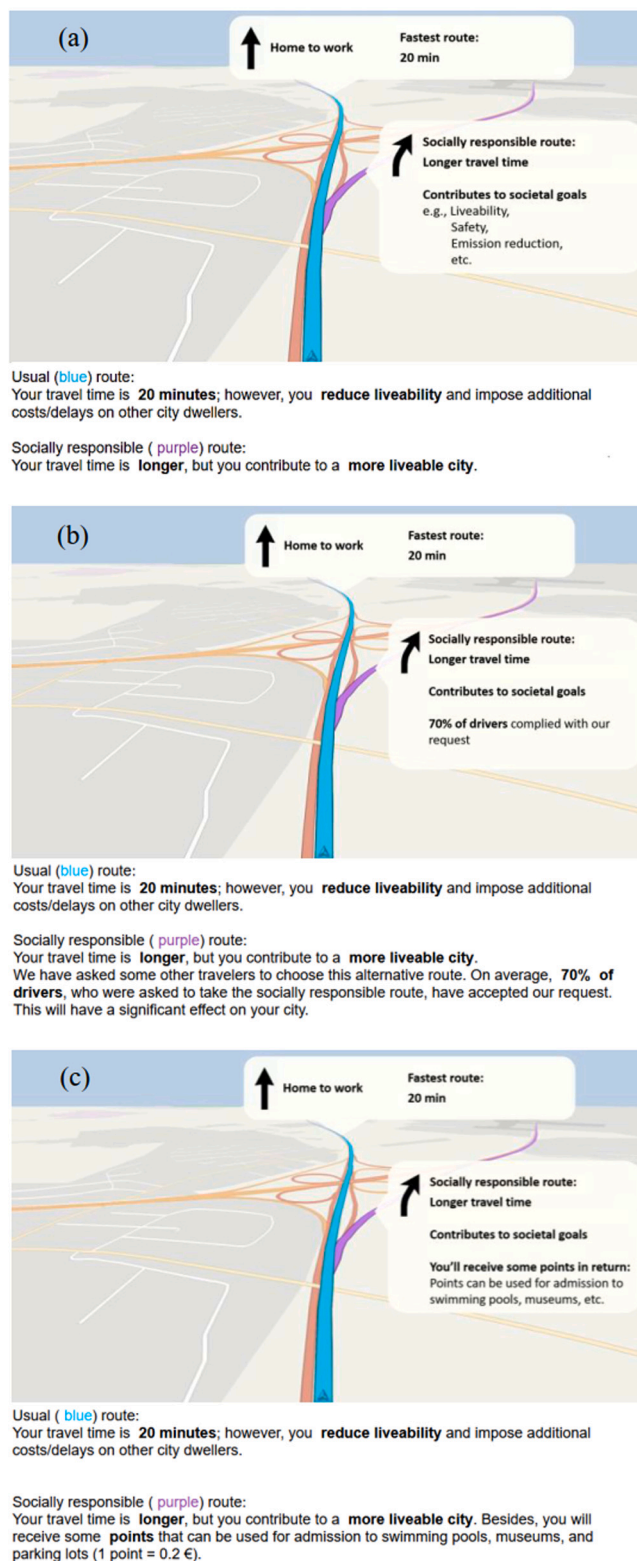 (a)
Home to work
Fastest route:
20 min
Socially responsible route:
Longer travel time
Contributes to societal goals
e.g., Liveability,
Safety,
Emission reduction,
etc.
Usual (blue) route:
Your travel time is 20 minutes; however, you reduce liveability and impose additional
costs/delays on other city dwellers.
Socially responsible ( purple) route:
Your travel time is longer, but you contribute to a more liveable city.
(b)
Home to work
Fastest route:
20 min
Socially responsible route:
Longer travel time
Contributes to societal goals
70% of drivers complied with our
request
Usual (blue) route:
Your travel time is 20 minutes; however, you reduce liveability and impose additional
costs/delays on other city dwellers.
Socially responsible ( purple) route:
Your travel time is longer, but you contribute to a more liveable city.
We have asked some other travelers to choose this alternative route. On average, 70% of
drivers, who were asked to take the socially responsible route, have accepted our request.
This will have a significant effect on your city.
(c)
Home to work
Fastest route:
20 min
Socially responsible route:
Longer travel time
Contributes to societal goals
You'll receive some points in return:
Points can be used for admission to
swimming pools, museums, etc.
Usual ( blue) route:
Your travel time is 20 minutes; however, you reduce liveability and impose additional
costs/delays on other city dwellers.
Socially responsible ( purple) route:
Your travel time is longer, but you contribute to a more liveable city. Besides, you will
receive some points that can be used for admission to swimming pools, museums, and
parking lots (1 point = 0.2 €).